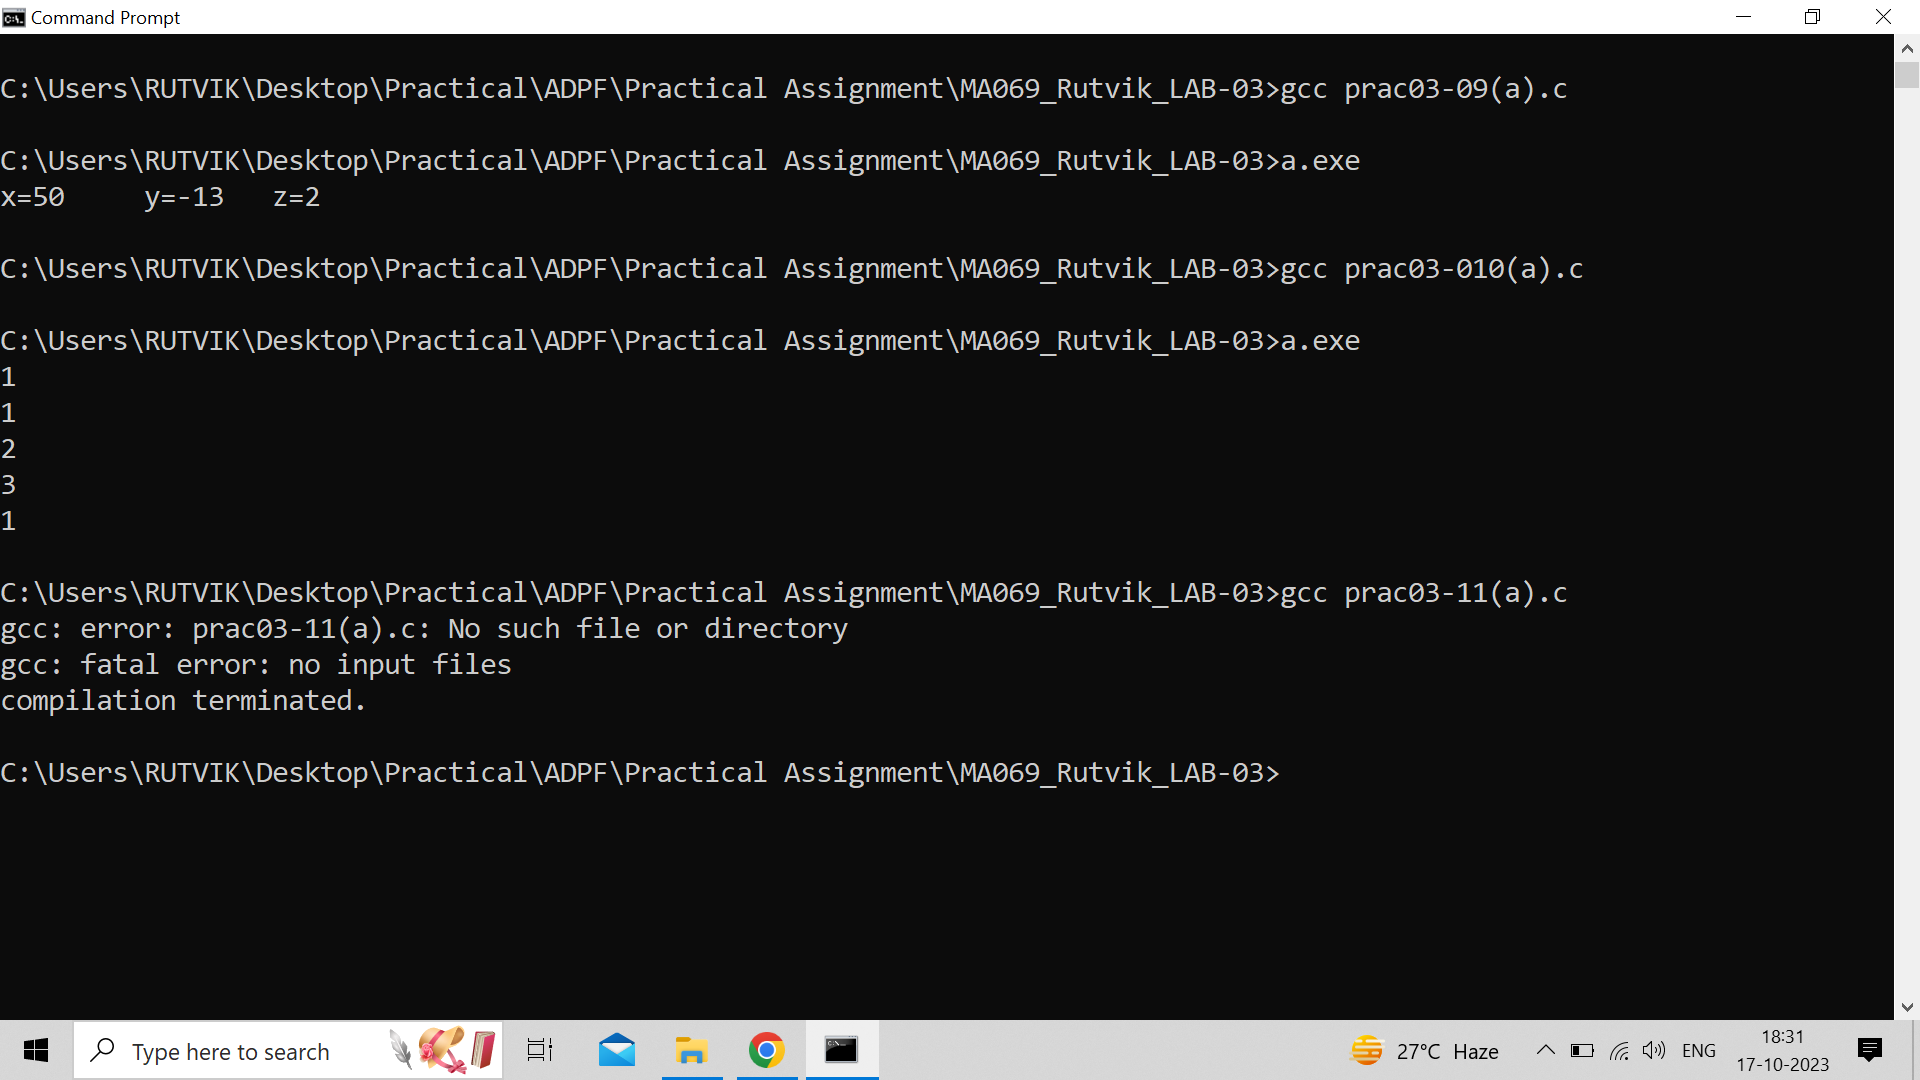 Command Prompt
C:\Users\RUTVIK\Desktop\Practical\ADPF\Practical Assignment\MA069_Rutvik_LAB-03>gcc prac03-09(a).c
C:\Users\RUTVIK\Desktop\Practical\ADPF\Practical Assignment\MA069_Rutvik_LAB-03>a.exe
x=50     y=-13   z=2
C:\Users\RUTVIK\Desktop\Practical\ADPF\Practical Assignment\MA069_Rutvik_LAB-03>gcc prac03-010(a).c
C:\Users\RUTVIK\Desktop\Practical\ADPF\Practical Assignment\MA069_Rutvik_LAB-03>a.exe
1
1
2
3
1
C:\Users\RUTVIK\Desktop\Practical\ADPF\Practical Assignment\MA069_Rutvik_LAB-03>gcc prac03-11(a).c
gcc: error: prac03-11(a).c: No such file or directory
gcc: fatal error: no input files
compilation terminated.
C:\Users\RUTVIK\Desktop\Practical\ADPF\Practical Assignment\MA069_Rutvik_LAB-03>
Type here to search
27°C Haze
ENG
18:31
17-10-2023